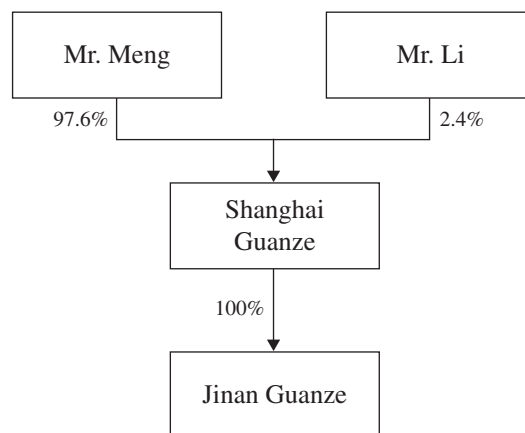 Mr. Meng
Mr. Li
97.6%
2.4%
Shanghai
Guanze
100%
Jinan Guanze